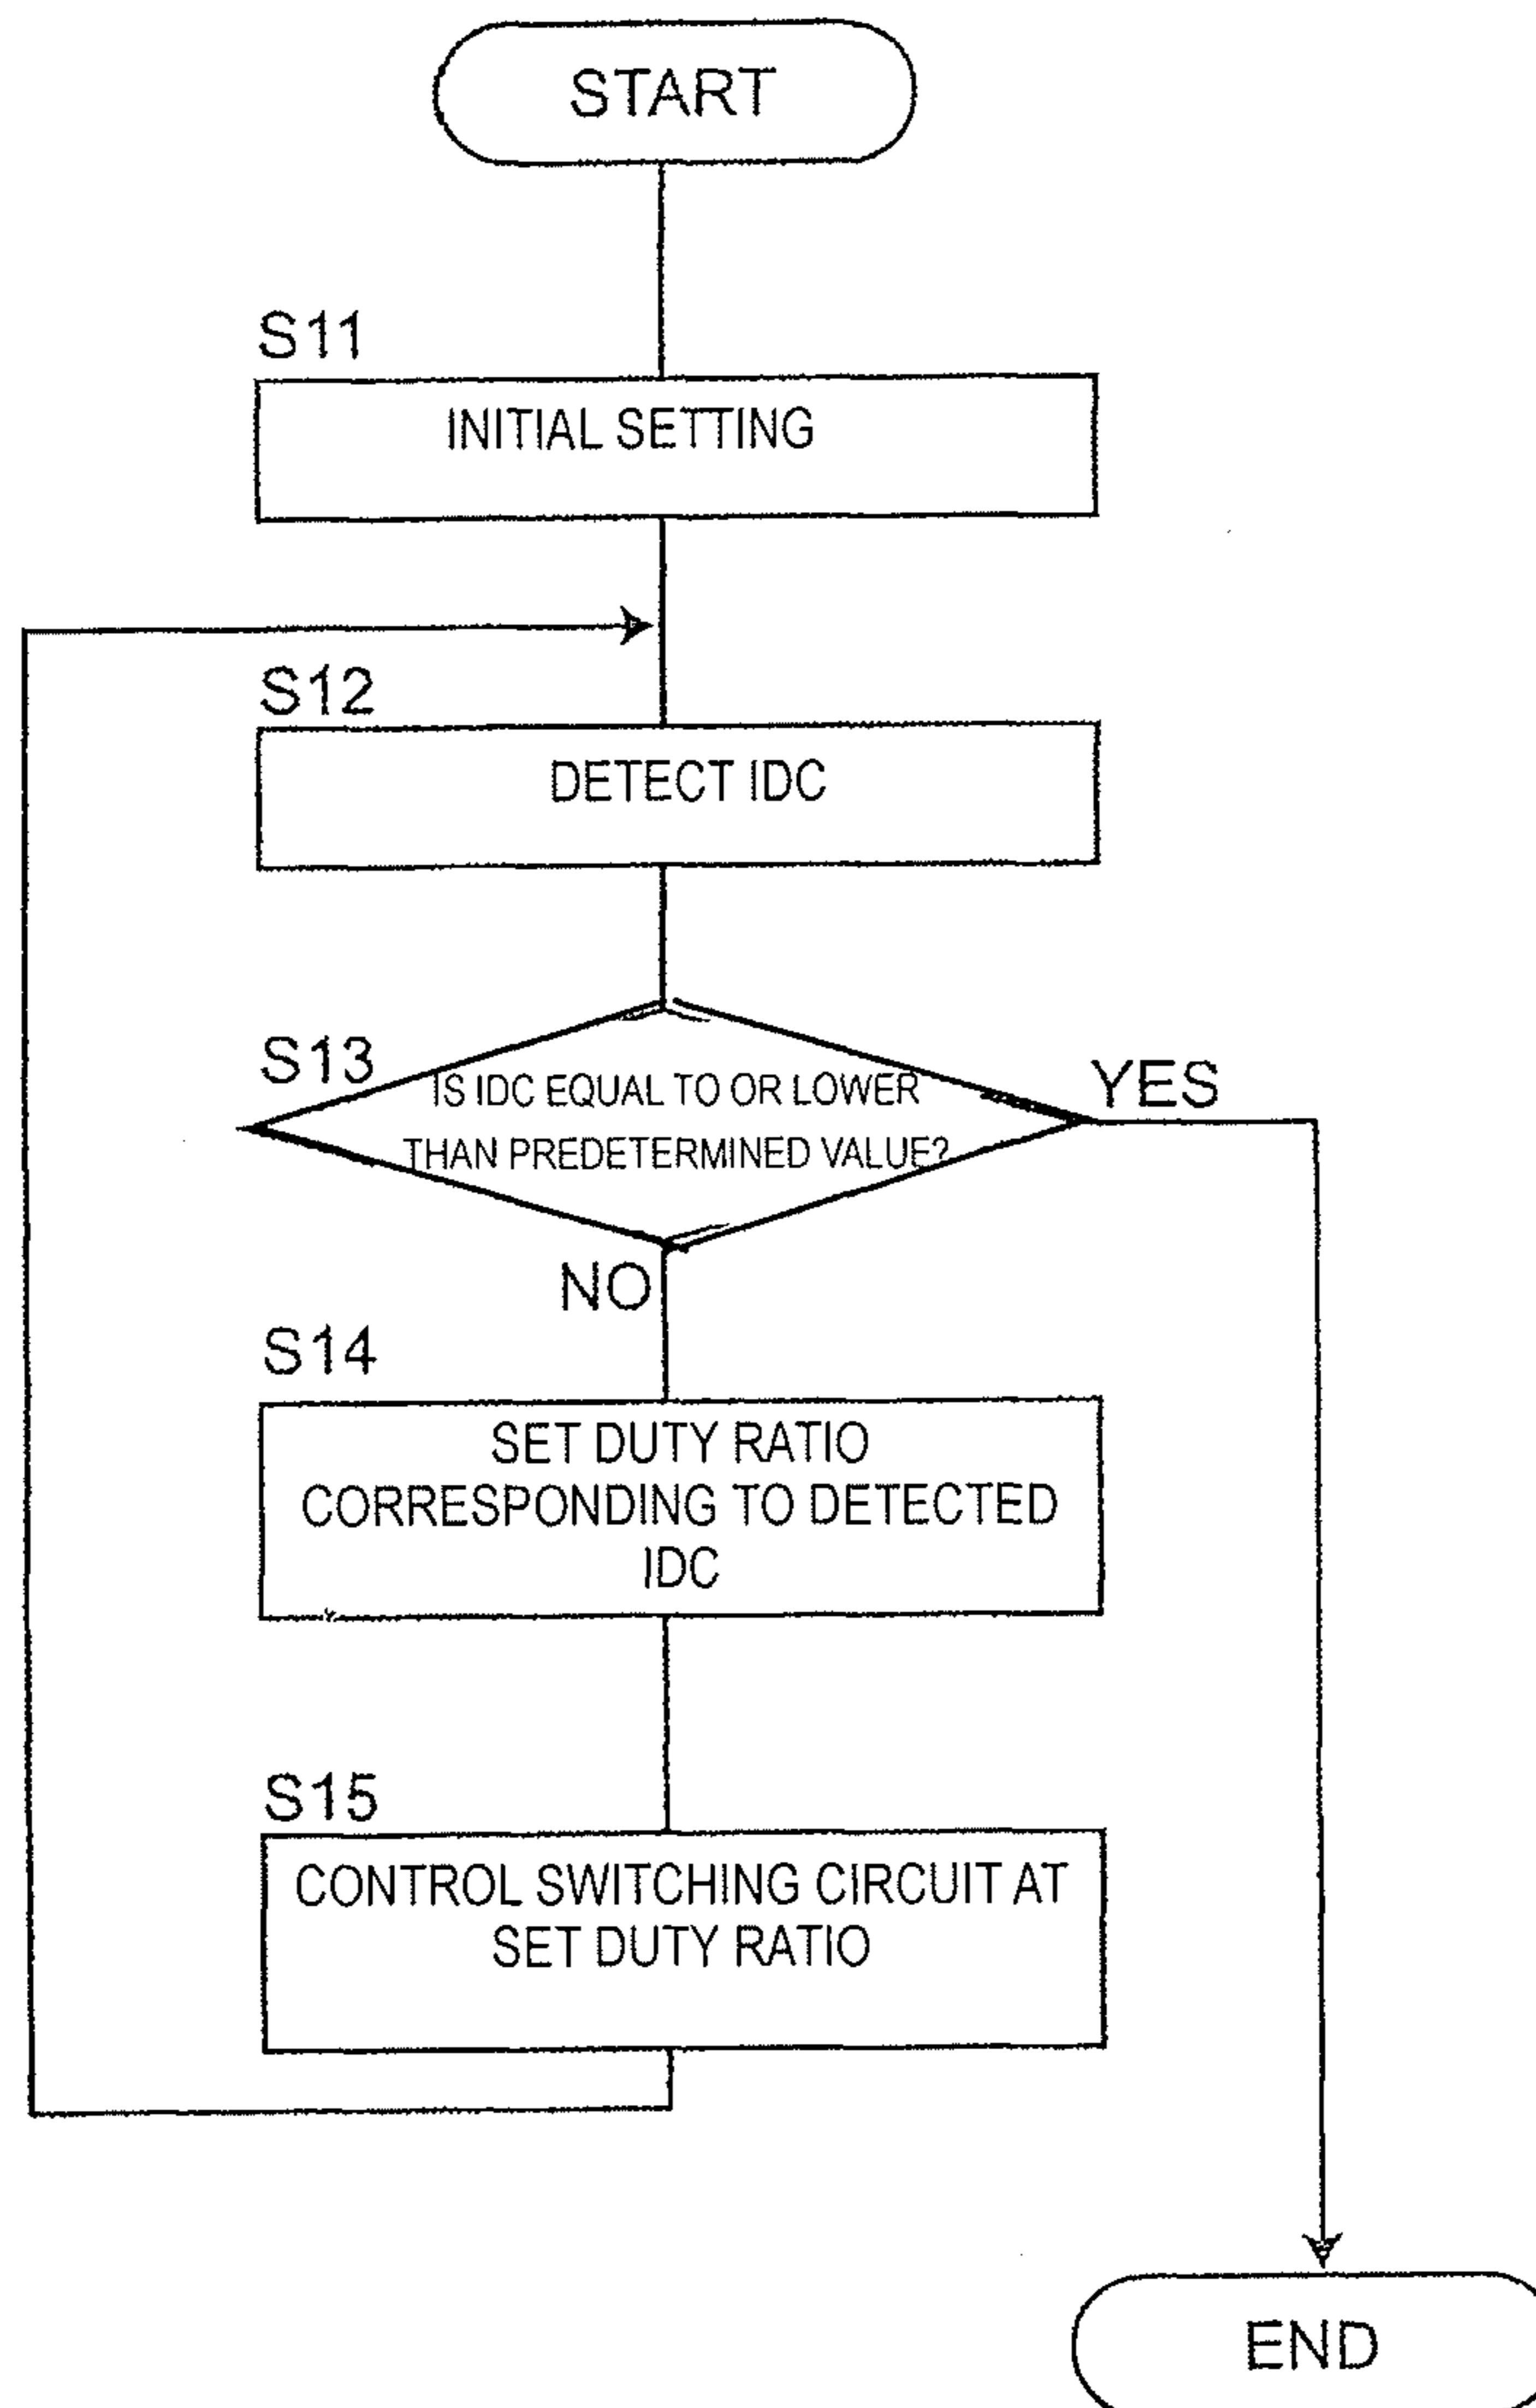 START
S11
INITIAL SETTING
S12
DETECT IDC
S13
IS IDC EQUAL TO OR LOWER
THAN PREDETERMINED VALUE?
YES
NO
S14
SET DUTY RATIO
CORRESPONDING TO DETECTED
IDC
S15
CONTROL SWITCHING CIRCUIT AT
SET DUTY RATIO
END